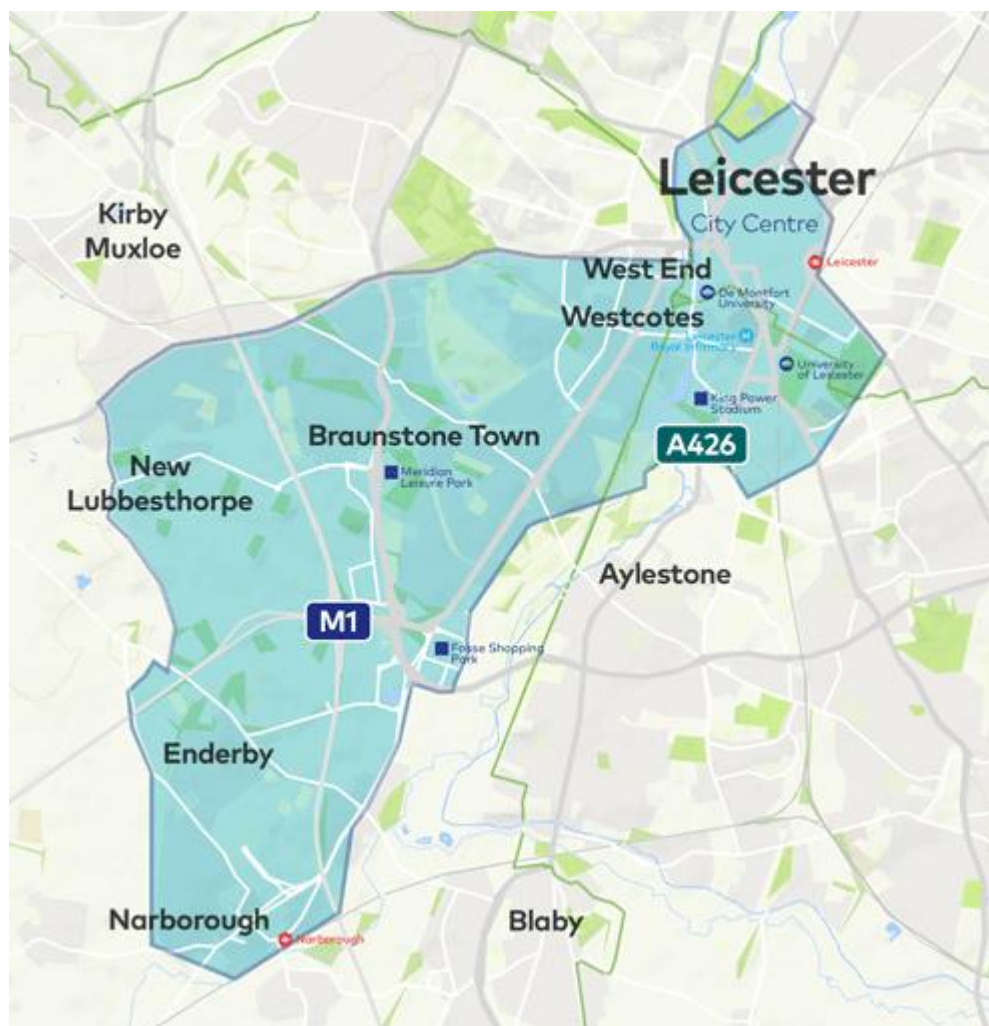 Leicester
City Centre
Kirby
Muxloe
Leicester
West End
De Montfort
University
Westcotes
Leicester
Royal Infirmary
University
of Leicester
King Power
Stadium
Braunstone Town
A426
New
Lubbesthorpe
Meridian
Leisure Park
Aylestone
M1
Fosse Shopping
Park
Enderby
Narborough
Blaby
Narborough